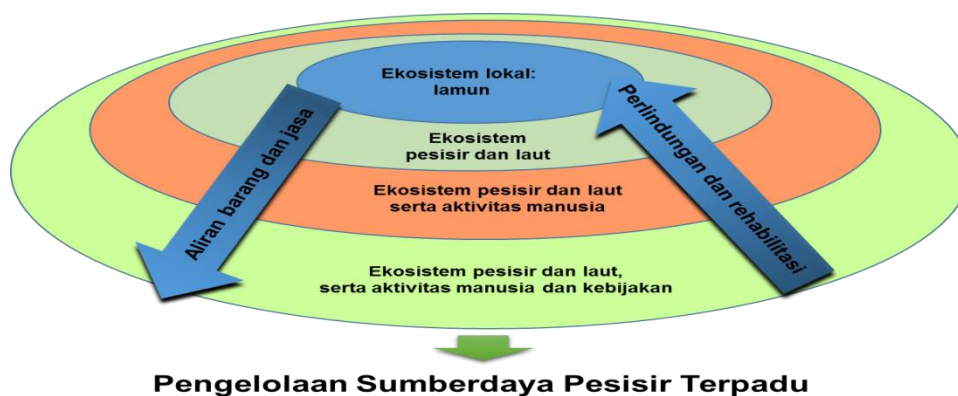 Ekosistem lokal:
lamun
Aliran barang dan jasa
Perlindungan dan rehabilitasi
Ekosistem
pesisir dan laut
Ekosistem pesisir dan laut
serta aktivitas manusia
Ekosistem pesisir dan laut,
serta aktivitas manusia dan kebijakan
Pengelolaan Sumberdaya Pesisir Terpadu